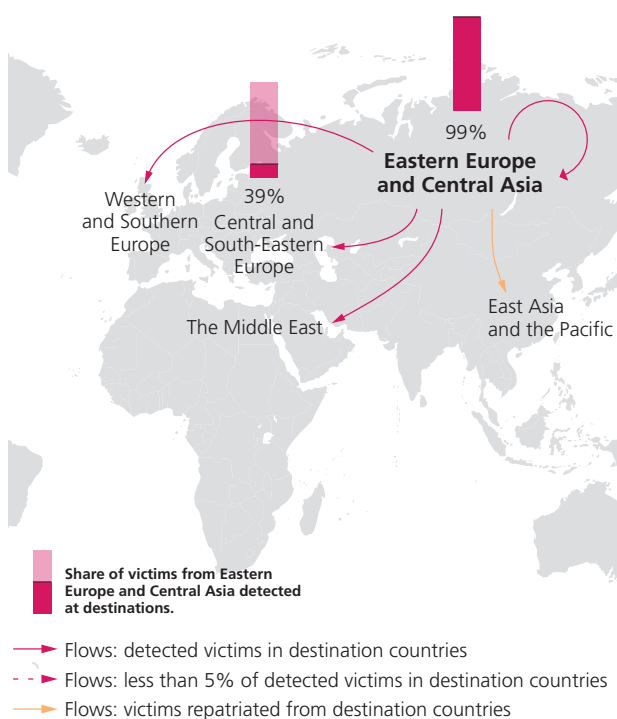 99%
Eastern Europe
and Central Asia
Western
and Southern
Europe
39%
Central and
South-Eastern
Europe
East Asia
and the Pacific
The Middle East
Share of victims from Eastern
Europe and Central Asia detected
at destinations.
Flows: detected victims in destination countries
Flows: less than 5% of detected victims in destination countries
Flows: victims repatriated from destination countries